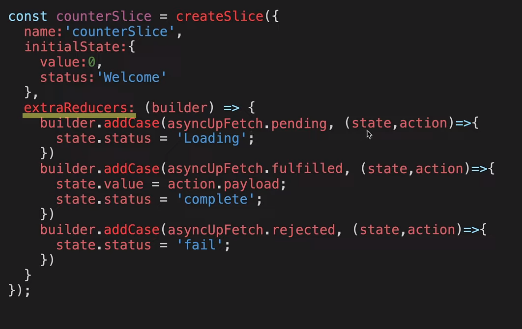 const counterSlice = createSlice({
  name:'counterSlice',
  initialState:{
    value:0,
    status:'Welcome'
  },
  extraReducers: (builder) => {
    builder.addCase(asyncUpFetch.pending, (state,action)=>{
      state.status = 'Loading';
    })
    builder.addCase(asyncUpFetch.fulfilled, (state,action)=>{
      state.value = action.payload;
      state.status = 'complete';
    })
    builder.addCase(asyncUpFetch.rejected, (state,action)=>{
      state.status = 'fail';
    })
  }
});